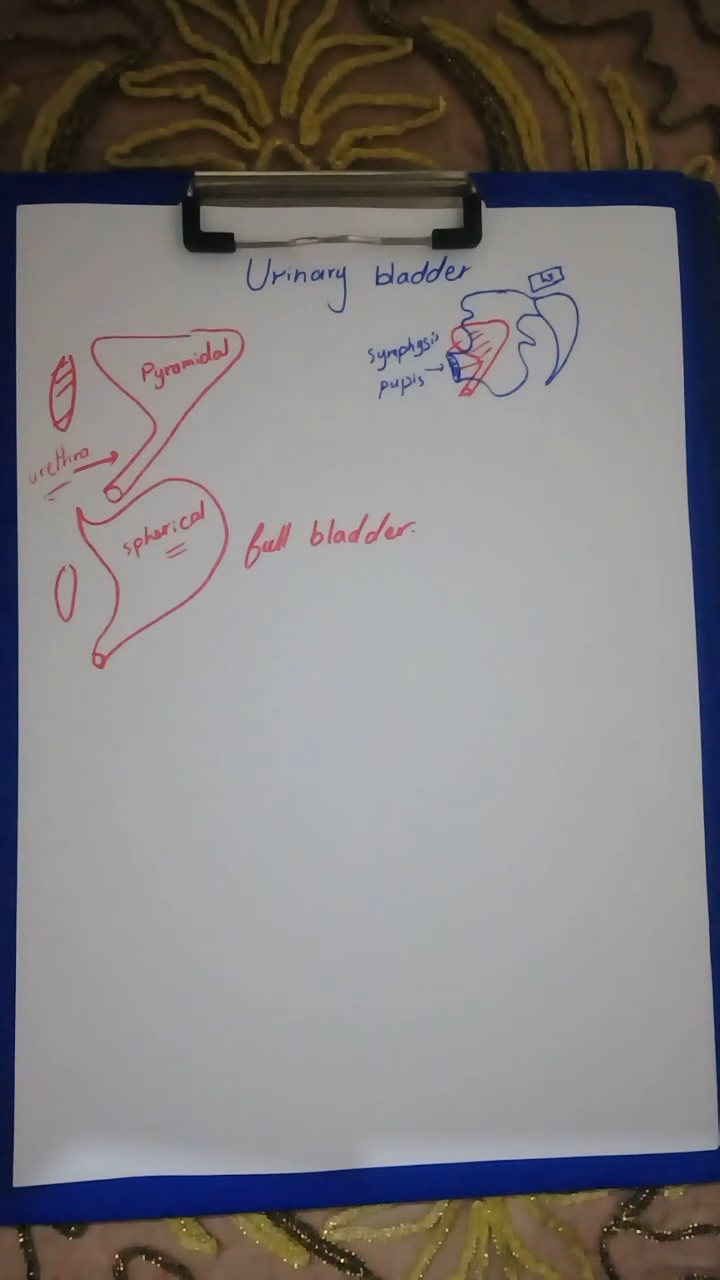 Urinary bladder
symphysis
pupis
Pyramidal
urethra
spherical
full bladder.